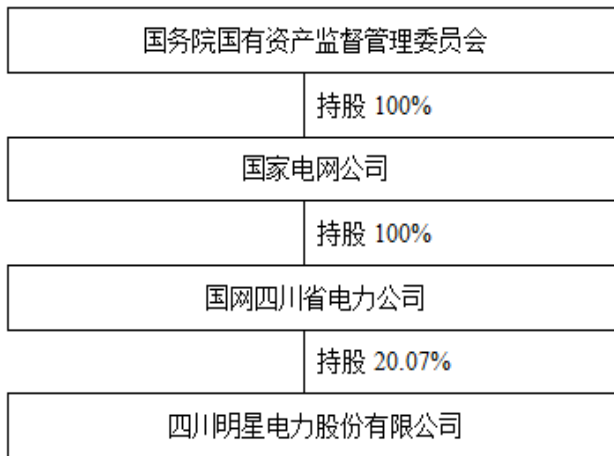 国务院国有资产监督管理委员会
持股 100%
国家电网公司
持股 100%
国网四川省电力公司
持股 20.07%
四川明星电力股份有限公司